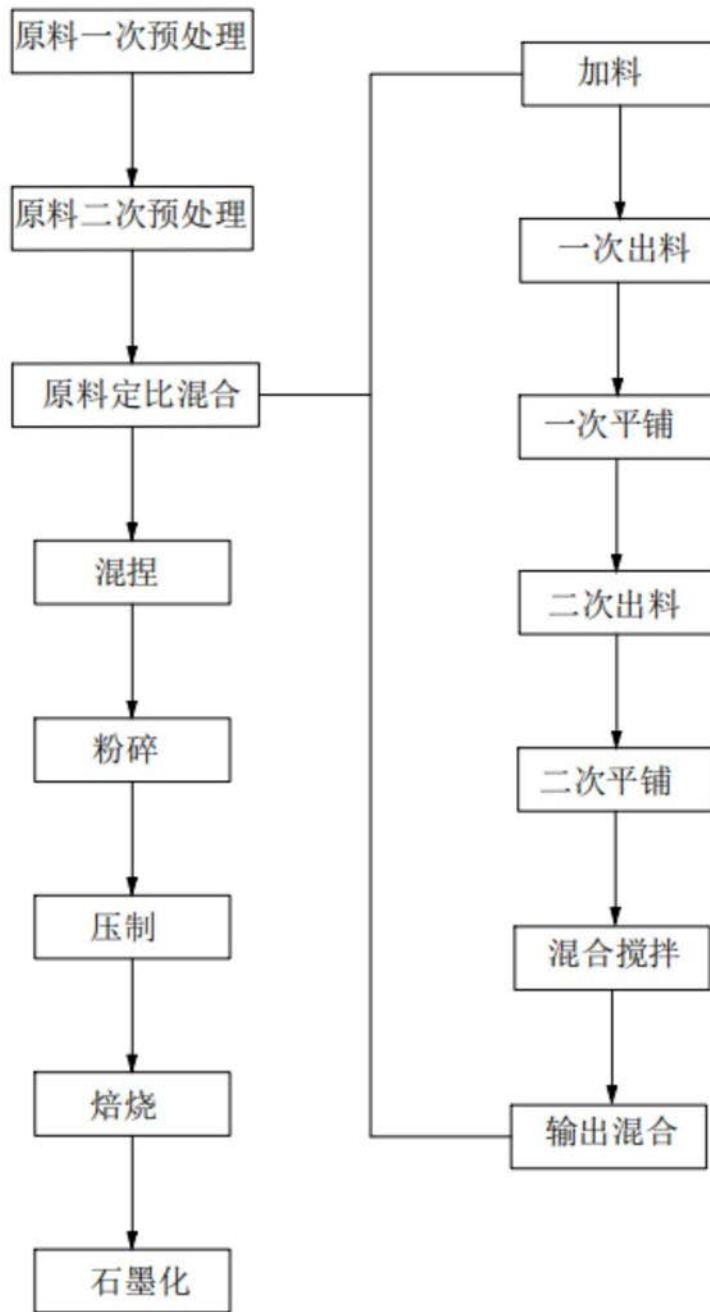 原料一次预处理
原料二次预处理
原料定比混合
混捏
粉碎
压制
焙烧
石墨化
加料
一次出料
一次平铺
二次出料
二次平铺
混合搅拌
输出混合